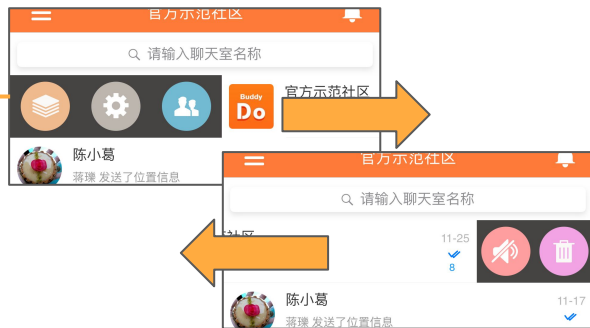 官方示范社区
请输入聊天室名称
Buddy
Do
官方示范社区
陈小葛
蒋瓅 发送了位置信息
官方示范社区
请输入聊天室名称
社区
11-25
8
陈小葛
11-17
蒋瓅 发送了位置信息